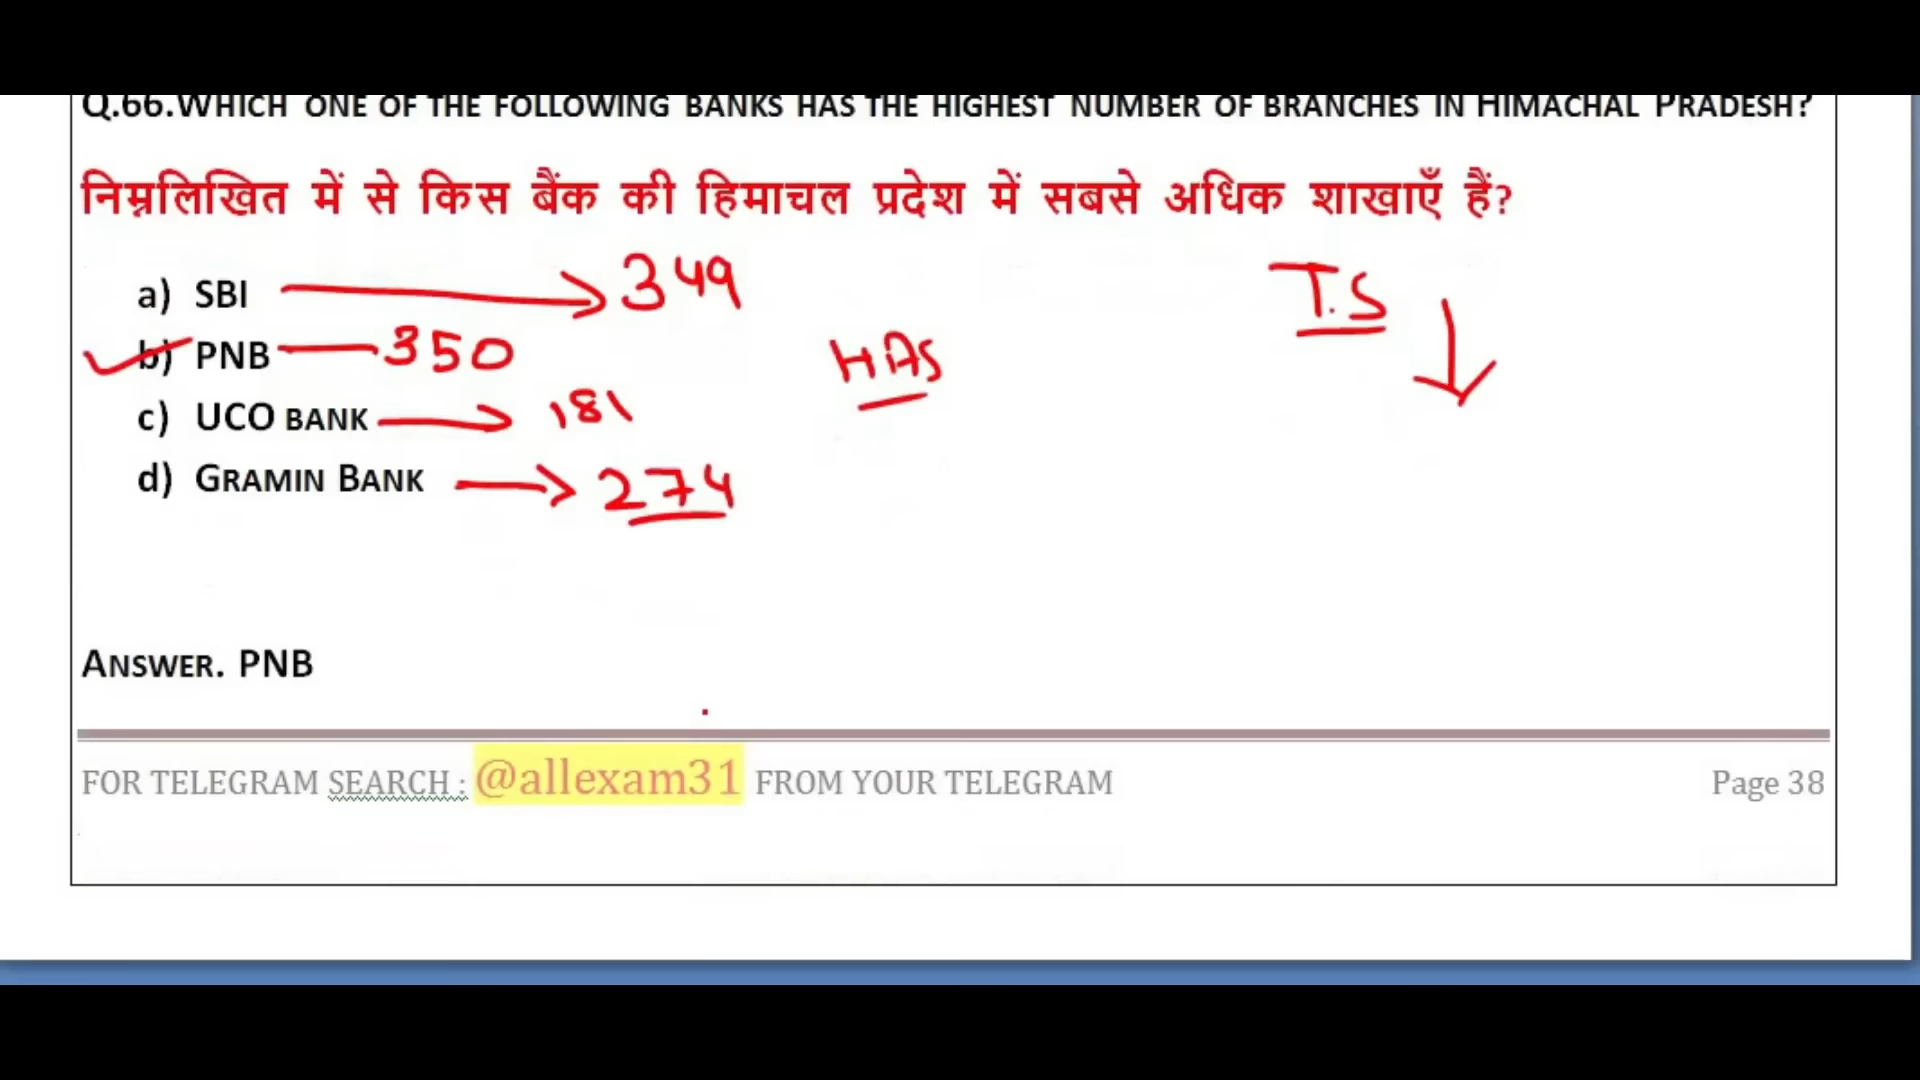 Q.66.WHICH ONE OF THE FOLLOWING BANKS HAS THE HIGHEST NUMBER OF BRANCHES IN HIMACHAL PRADESH?
निम्नलिखित में से किस बैंक की हिमाचल प्रदेश में सबसे अधिक शाखाएँ हैं?
a) SBI 349
b) PNB 350
c) UCO BANK 181
d) GRAMIN BANK 274
HAS
T.S
ANSWER. PNB
FOR TELEGRAM SEARCH : @allexam31 FROM YOUR TELEGRAM Page 38